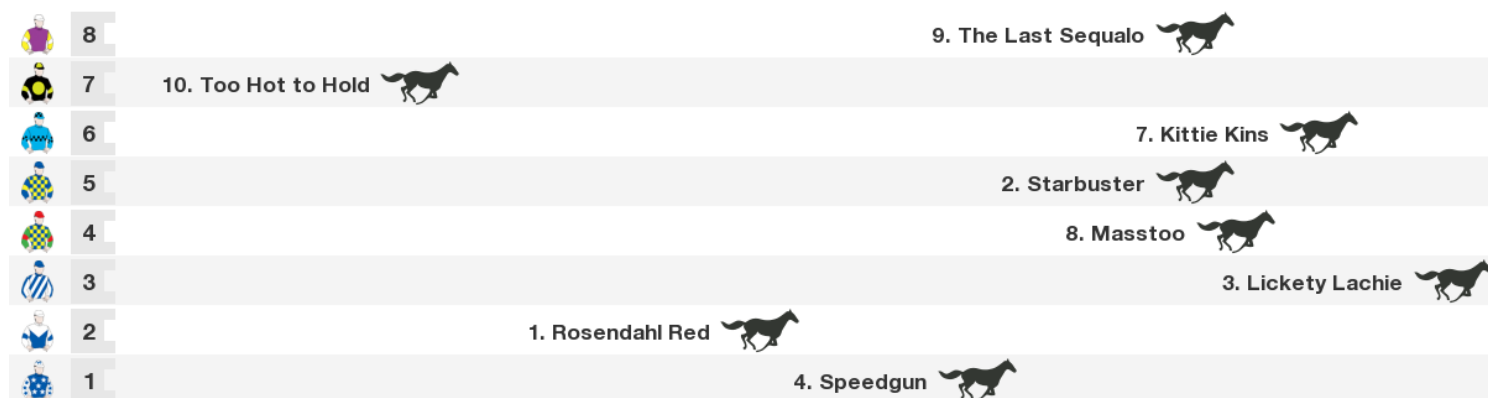 8 9. The Last Sequalo
7 10. Too Hot to Hold
6 7. Kittie Kins
5 2. Starbuster
4 8. Masstoo
3 3. Lickety Lachie
2 1. Rosendahl Red
1 4. Speedgun